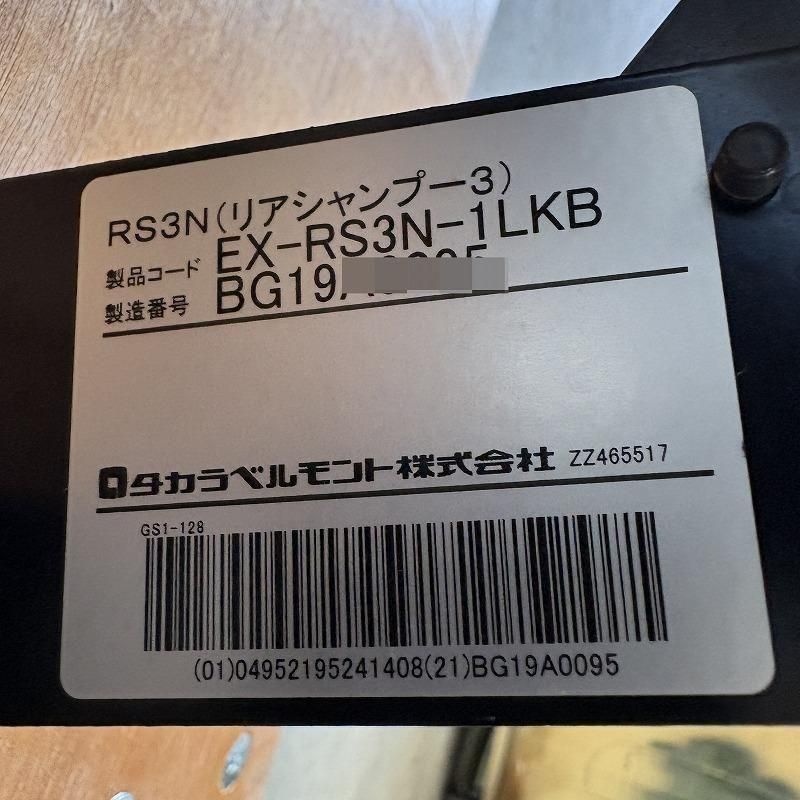 RS3N(リアシャンプー3)
製品コード EX-RS3N-1LKB
製造番号 BG19
タカラベルモント株式会社 ZZ465517
GS1-128
(01)04952195241408(21)BG19A0095